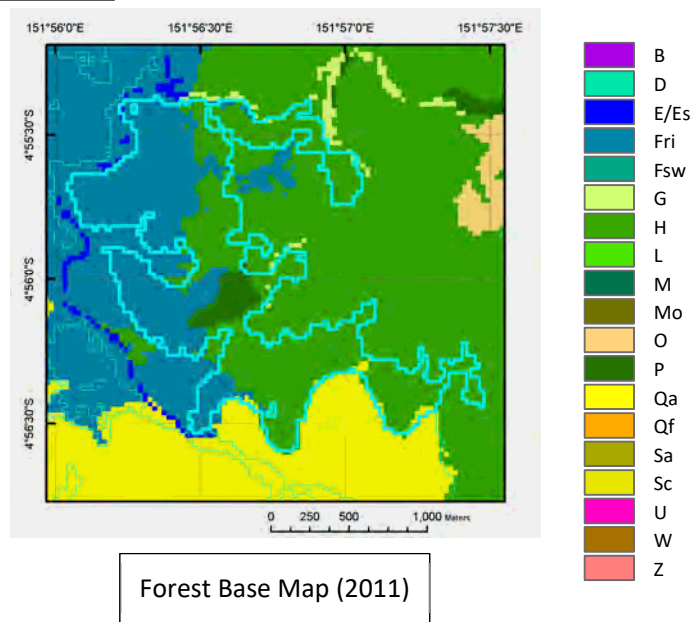 151°56'0"E 151°56'30"E 151°57'0"E 151°57'30"E
4°55'30"S
4°56'0"S
4°56'30"S
0 250 500 1,000 Meters
B
D
E/Es
Fri
Fsw
G
H
L
M
Mo
O
P
Qa
Qf
Sa
Sc
U
W
Z
Forest Base Map (2011)